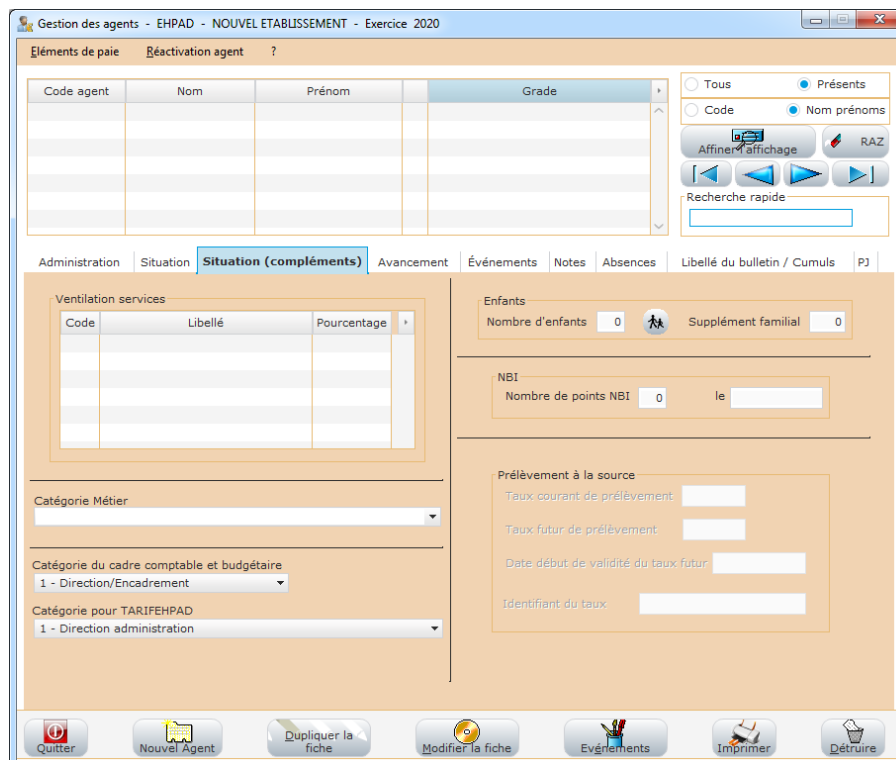 Gestion des agents - EHPAD - NOUVEL ETABLISSEMENT - Exercice 2020
Eléments de paie Réactivation agent ?
Code agent Nom Prénom Grade
Tous Présents
Code Nom prénoms
Affiner l'affichage RAZ
Recherche rapide
Administration Situation Situation (compléments) Avancement Événements Notes Absences Libellé du bulletin / Cumuls PJ
Ventilation services
Code Libellé Pourcentage
Enfants
Nombre d'enfants 0 Supplément familial 0
NBI
Nombre de points NBI 0 le
Catégorie Métier
Catégorie du cadre comptable et budgétaire
1 - Direction/Encadrement
Catégorie pour TARIFEHPAD
1 - Direction administration
Prélèvement à la source
Taux courant de prélèvement
Taux futur de prélèvement
Date début de validité du taux futur
Identifiant du taux
Quitter Nouvel Agent Dupliquer la fiche Modifier la fiche Evénements Imprimer Détruire